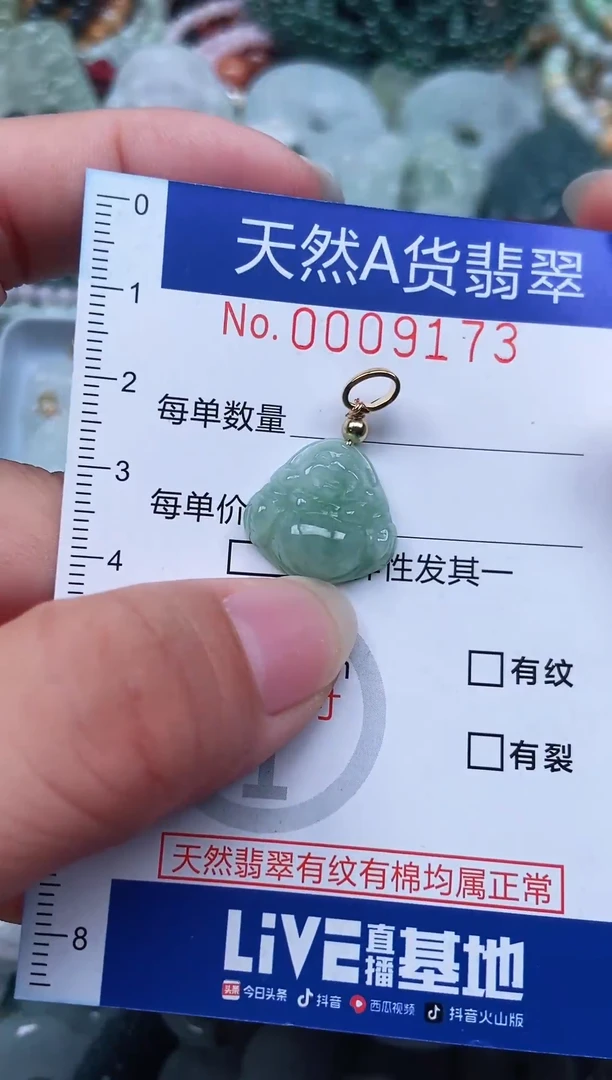 0
天然A货翡翠
1
No. 0009173
2
每单数量
3
每单价
4
性发其一
有纹
寸
有裂
天然翡翠有纹有棉均属正常
8
LiVE直播基地
头条 今日头条 抖音 西瓜视频 抖音火山版